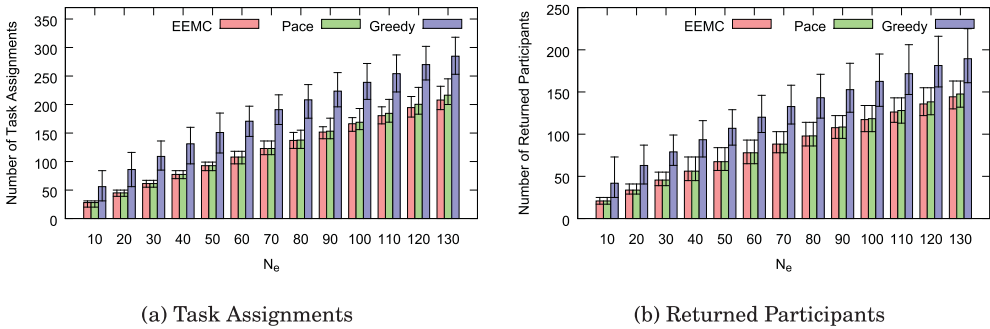 Number of Task Assignments
350
300
250
200
150
100
50
0
EEMC Pace Greedy
10 20 30 40 50 60 70 80 90 100 110 120 130
Ne
(a) Task Assignments
Number of Returned Participants
250
200
150
100
50
0
EEMC Pace Greedy
10 20 30 40 50 60 70 80 90 100 110 120 130
Ne
(b) Returned Participants